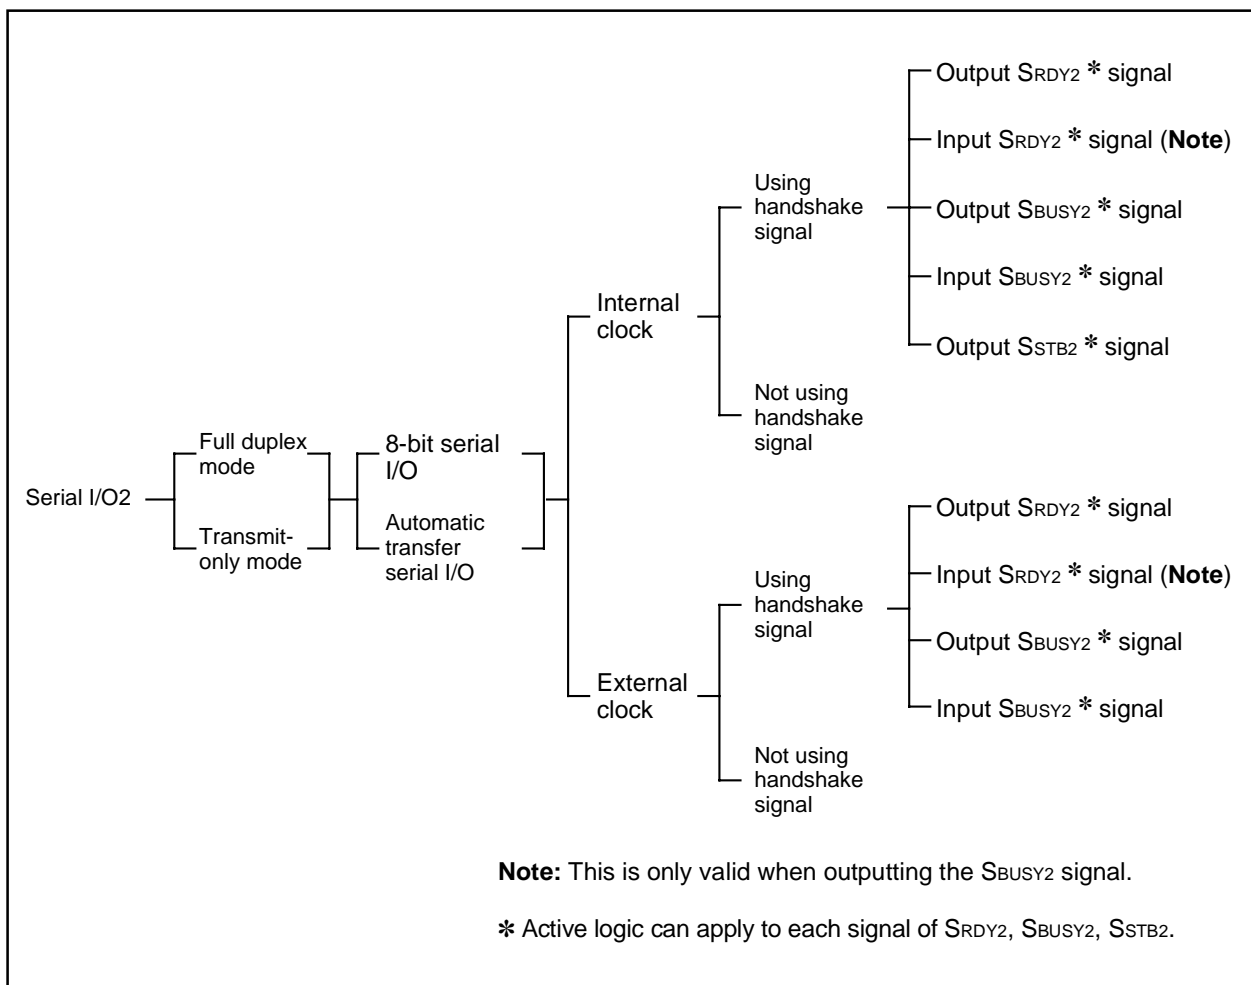 Output SRDY2 * signal
Input SRDY2 * signal (Note)
Using
handshake
signal
Output SBUSY2 * signal
Input SBUSY2 * signal
Output SSTB2 * signal
Internal
clock
Not using
handshake
signal
Serial I/O2
Full duplex
mode
Transmit-
only mode
8-bit serial
I/O
Automatic
transfer
serial I/O
Output SRDY2 * signal
Input SRDY2 * signal (Note)
Using
handshake
signal
Output SBUSY2 * signal
Input SBUSY2 * signal
External
clock
Not using
handshake
signal
Note: This is only valid when outputting the SBUSY2 signal.
* Active logic can apply to each signal of SRDY2, SBUSY2, SSTB2.